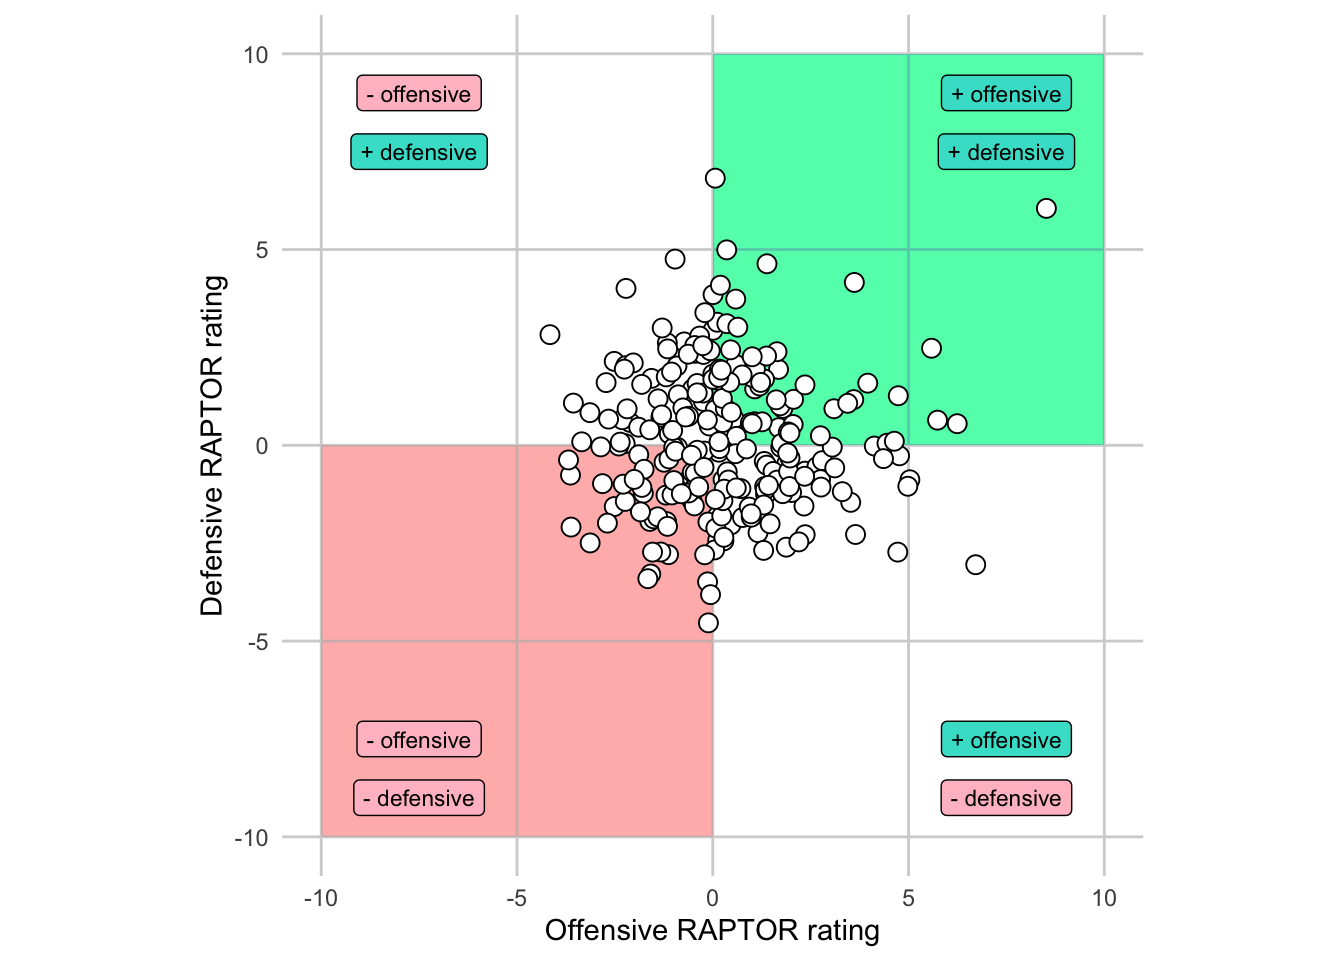 10
- offensive
+ offensive
+ defensive
+ defensive
5
0
-5
- offensive
+ offensive
- defensive
- defensive
-10
-10
-5
0
5
10
Offensive RAPTOR rating
Defensive RAPTOR rating